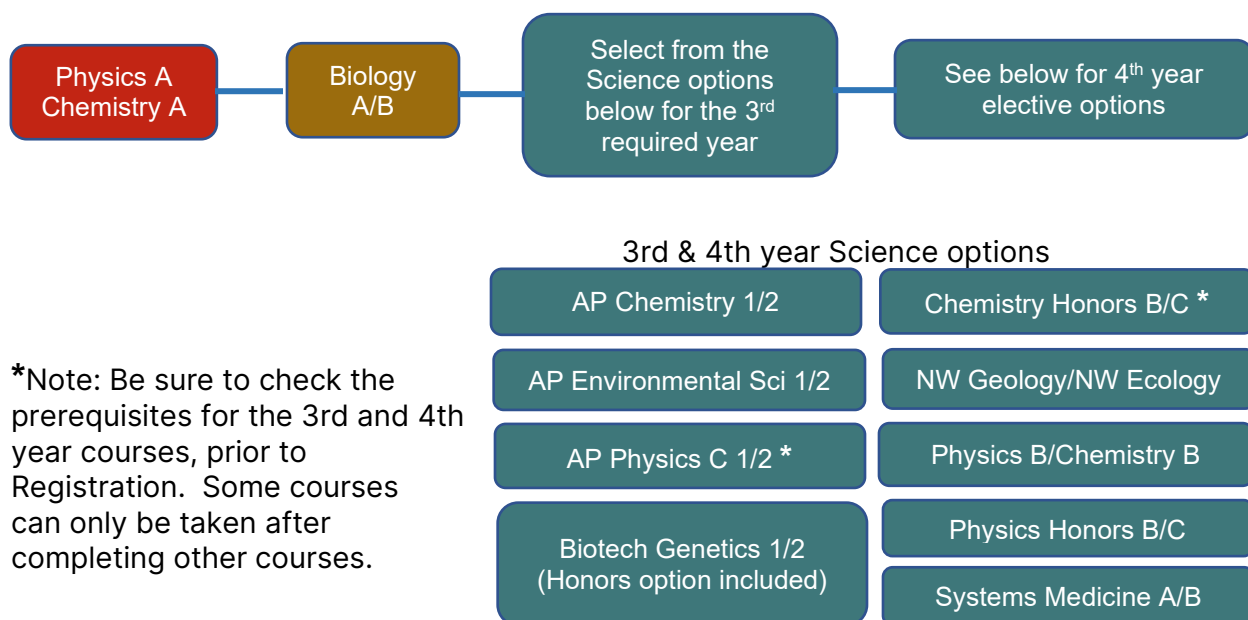 Physics A
Chemistry A
Biology
A/B
Select from the
Science options
below for the 3rd
required year
See below for 4th year
elective options
3rd & 4th year Science options
AP Chemistry 1/2
Chemistry Honors B/C *
AP Environmental Sci 1/2
NW Geology/NW Ecology
AP Physics C 1/2 *
Physics B/Chemistry B
Biotech Genetics 1/2
(Honors option included)
Physics Honors B/C
Systems Medicine A/B
*Note: Be sure to check the
prerequisites for the 3rd and 4th
year courses, prior to
Registration.  Some courses
can only be taken after
completing other courses.